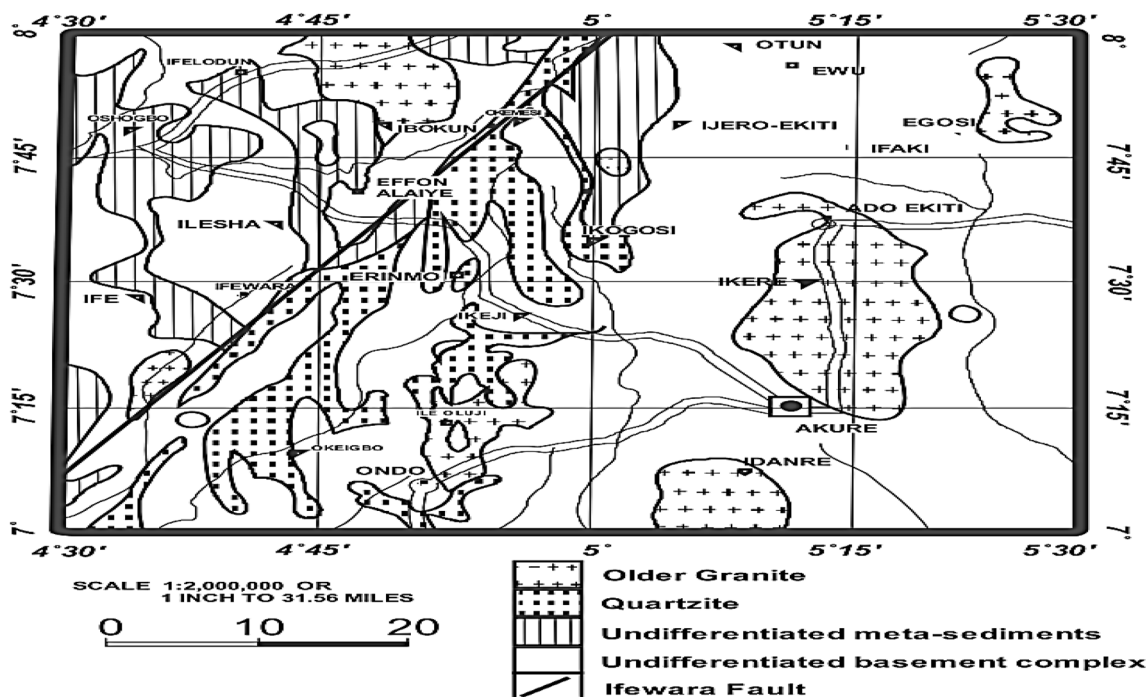 4°30' 4°45' 5° 5°15' 5°30'
8° 8°
OTUN
IFELODUN
EWU
OSHOGBO
OKEMESI
IBOKUN
IJERO-EKITI
EGOSI
7°45' 7°45'
IFAKI
EFFON
ALAIYE
ADO EKITI
ILESHA
IKOGOSI
7°30' 7°30'
ERINMO
IKERE
IFEWARA
IFE
IKEJI
7°15' 7°15'
ILE OLUJI
AKURE
OKEIGBO
ONDO
IDANRE
7° 7°
4°30' 4°45' 5° 5°15' 5°30'
SCALE 1:2,000,000 OR
1 INCH TO 31.56 MILES
0 10 20
Older Granite
Quartzite
Undifferentiated meta-sediments
Undifferentiated basement complex
Ifewara Fault